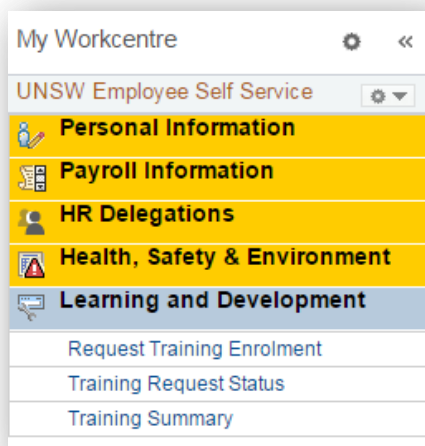 My Workcentre
UNSW Employee Self Service
Personal Information
Payroll Information
HR Delegations
Health, Safety & Environment
Learning and Development
Request Training Enrolment
Training Request Status
Training Summary